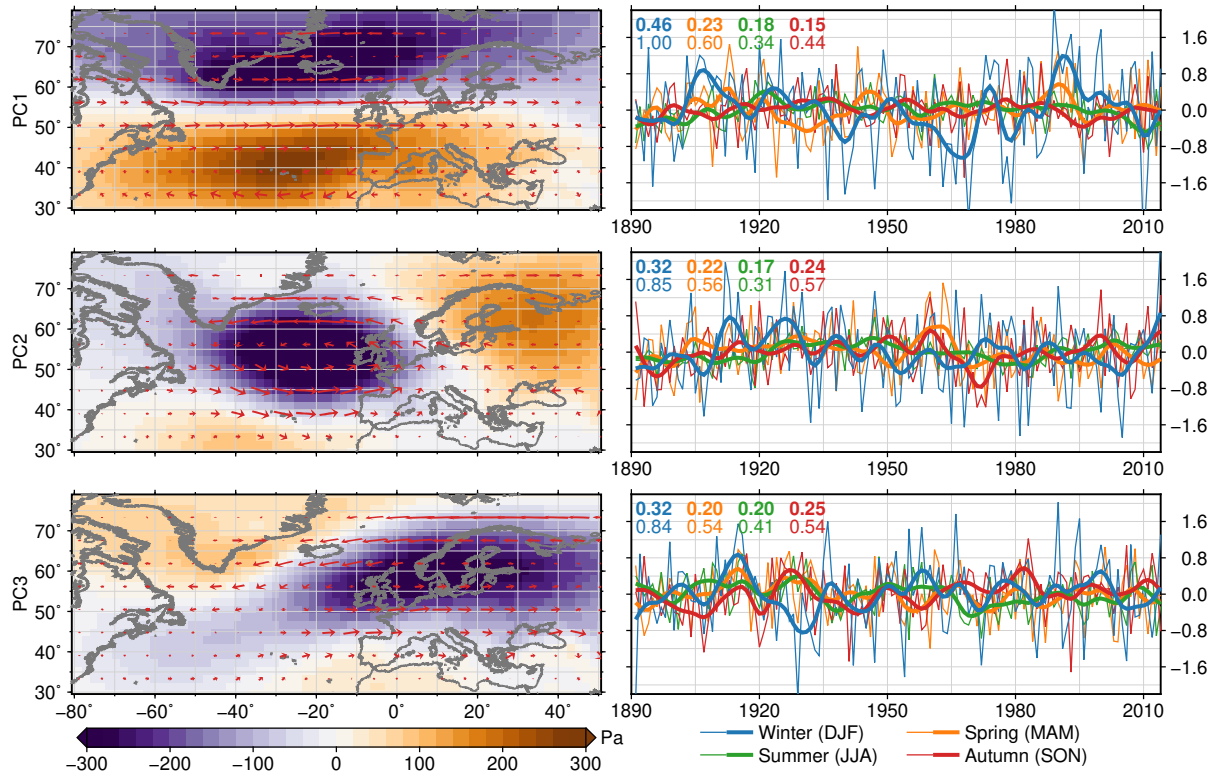 PC1
70°
60°
50°
40°
30°
0.46 0.23 0.18 0.15
1.00 0.60 0.34 0.44
1.6
0.8
0.0
−0.8
−1.6
1890 1920 1950 1980 2010
PC2
70°
60°
50°
40°
30°
0.32 0.22 0.17 0.24
0.85 0.56 0.31 0.57
1.6
0.8
0.0
−0.8
−1.6
1890 1920 1950 1980 2010
PC3
70°
60°
50°
40°
30°
−80 −60 −40 −20 0 20 40
0.32 0.20 0.20 0.25
0.84 0.54 0.41 0.54
1.6
0.8
0.0
−0.8
−1.6
1890 1920 1950 1980 2010
Pa
−300 −200 −100 0 100 200 300
Winter (DJF) Spring (MAM)
Summer (JJA) Autumn (SON)